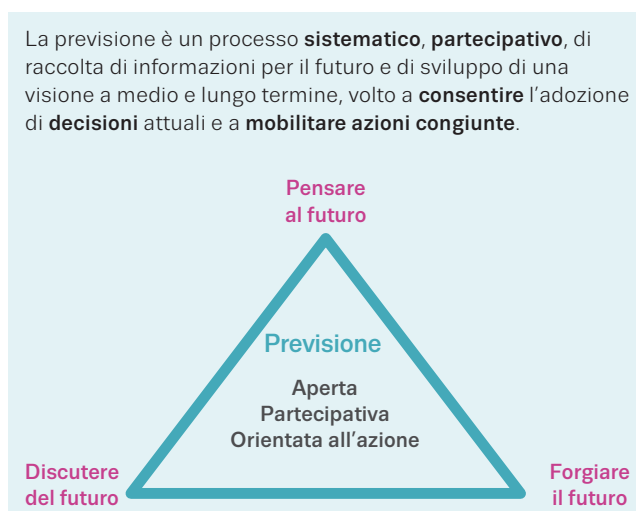 La previsione è un processo sistematico, partecipativo, di
raccolta di informazioni per il futuro e di sviluppo di una
visione a medio e lungo termine, volto a consentire l’adozione
di decisioni attuali e a mobilitare azioni congiunte.
Pensare
al futuro
Previsione
Aperta
Partecipativa
Orientata all’azione
Discutere
del futuro
Forgiare
il futuro